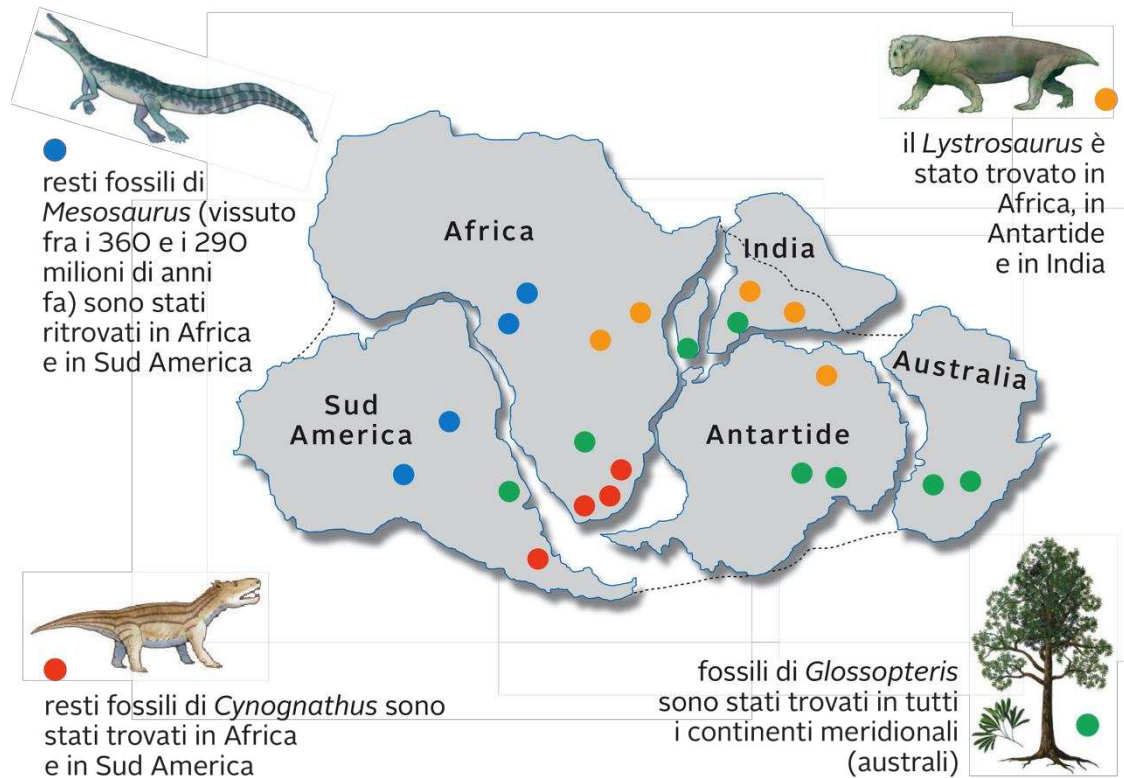 resti fossili di
Mesosaurus (vissuto
fra i 360 e i 290
milioni di anni
fa) sono stati
ritrovati in Africa
e in Sud America
il Lystrosaurus è
stato trovato in
Africa, in
Antartide
e in India
Africa
India
Australia
Sud
America
Antartide
resti fossili di Cynognathus sono
stati trovati in Africa
e in Sud America
fossili di Glossopteris
sono stati trovati in tutti
i continenti meridionali
(australi)